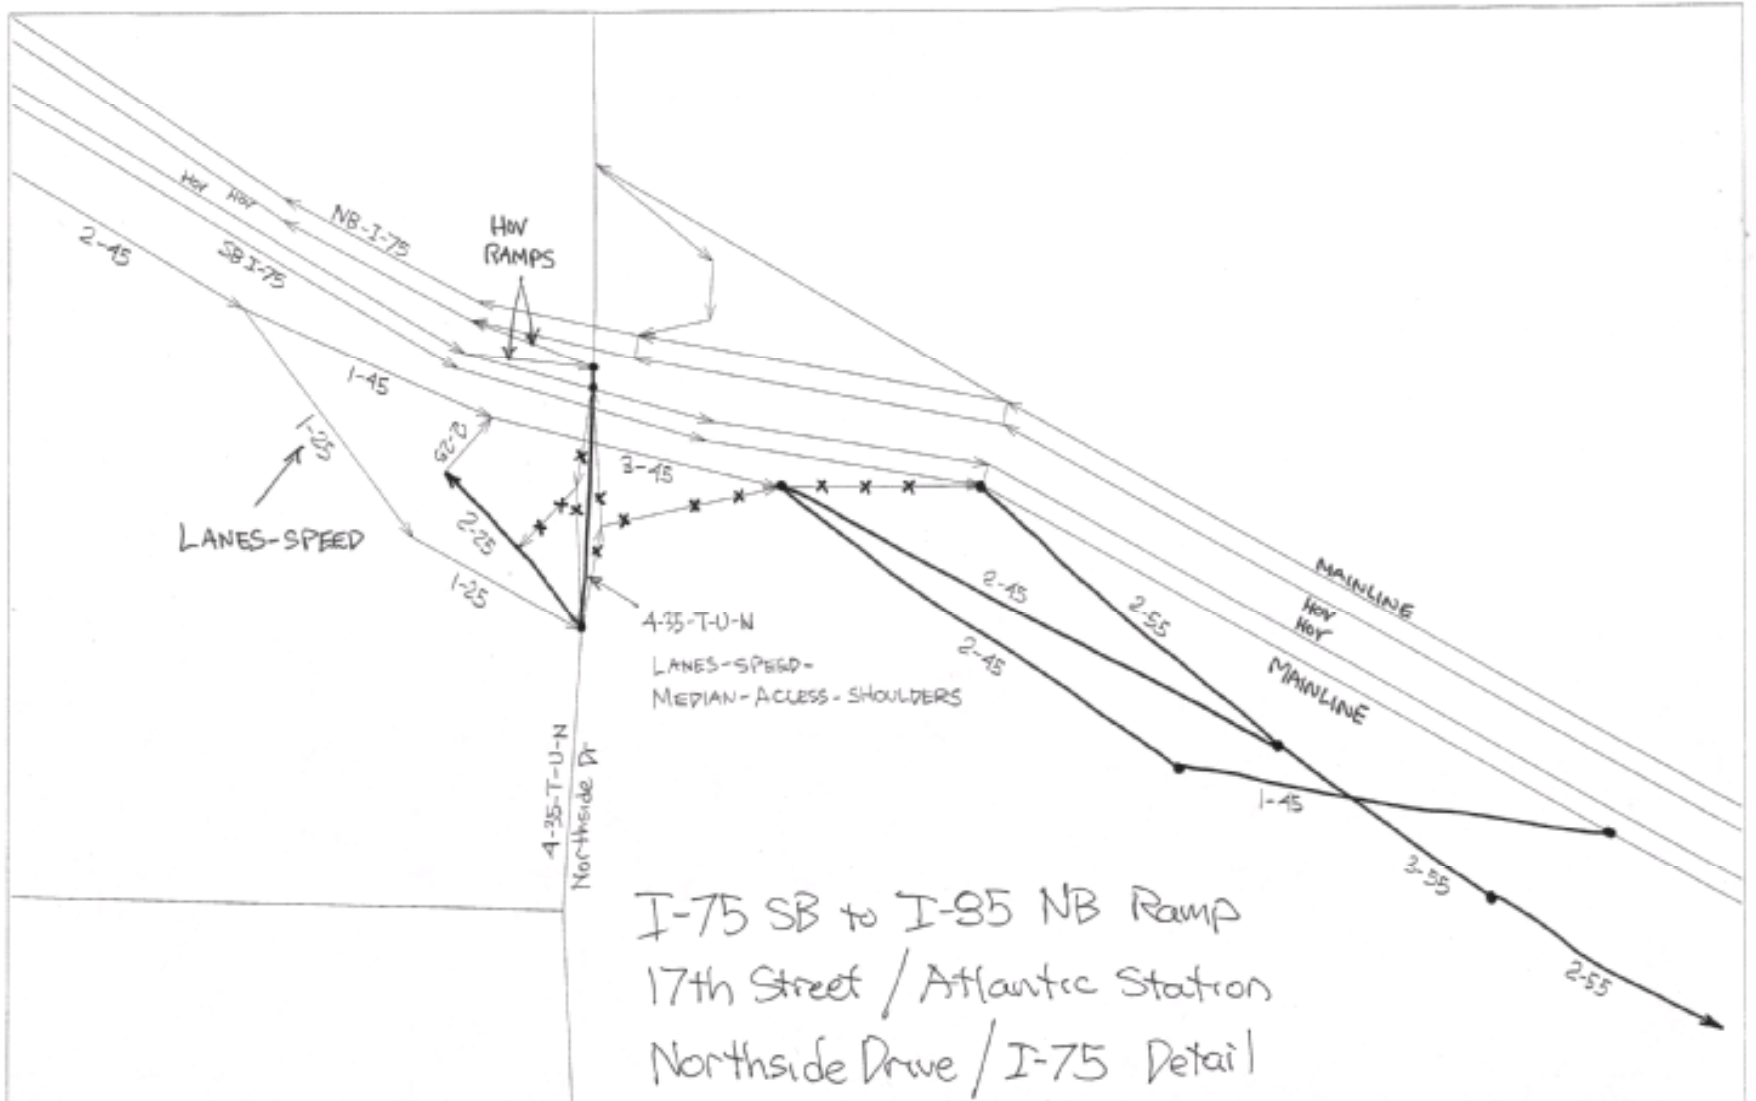 HOV HOV
NB-I-75
HOV
RAMPS
2-45
SB I-75
1-45
1-25
2-25
3-45
LANES-SPEED
2-25
1-25
4-35-T-U-N
LANES-SPEED-
MEDIAN-ACCESS-SHOULDERS
2-45
2-55
2-45
MAINLINE
HOV
HOV
MAINLINE
4-35-T-U-N
Northside Dr
1-45
3-55
2-55
I-75 SB to I-85 NB Ramp
17th Street / Atlantic Station
Northside Drive / I-75 Detail